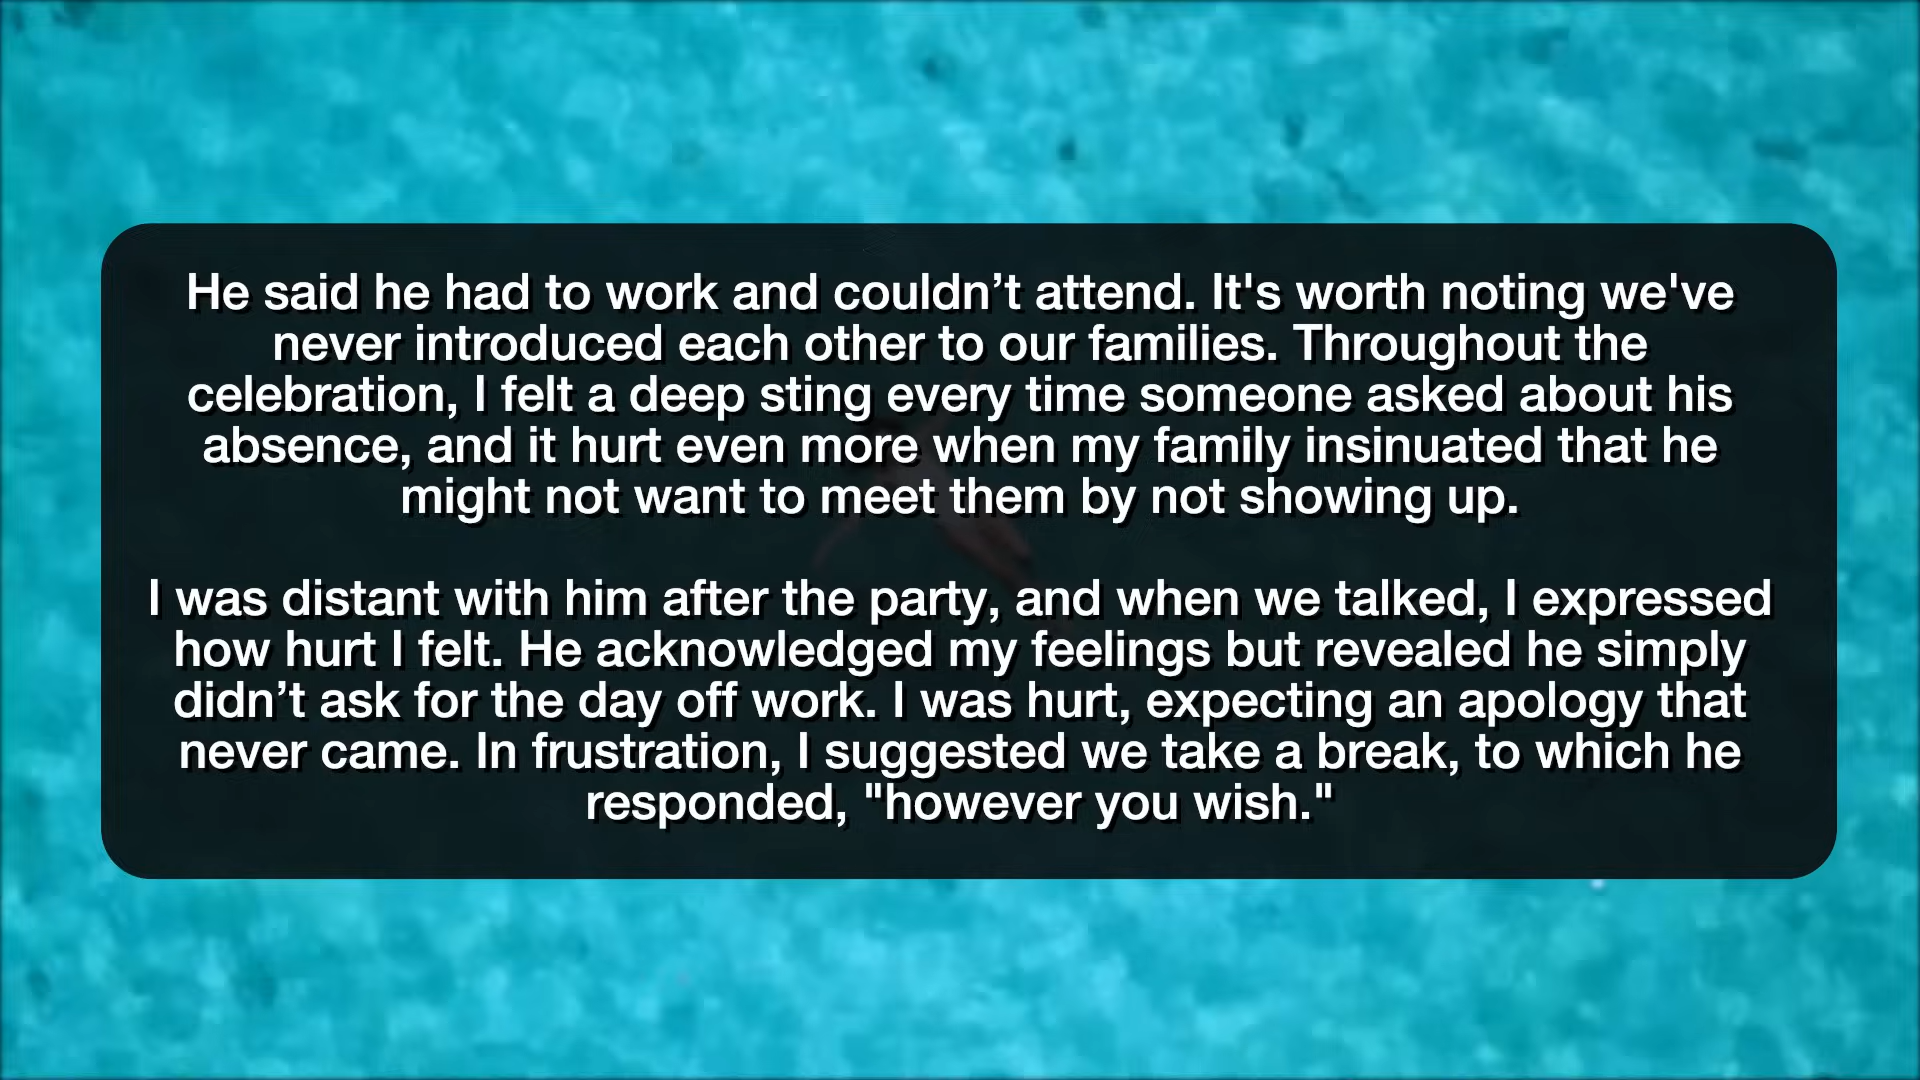 He said he had to work and couldn’t attend. It's worth noting we've
never introduced each other to our families. Throughout the
celebration, I felt a deep sting every time someone asked about his
absence, and it hurt even more when my family insinuated that he
might not want to meet them by not showing up.
I was distant with him after the party, and when we talked, I expressed
how hurt I felt. He acknowledged my feelings but revealed he simply
didn’t ask for the day off work. I was hurt, expecting an apology that
never came. In frustration, I suggested we take a break, to which he
responded, "however you wish."